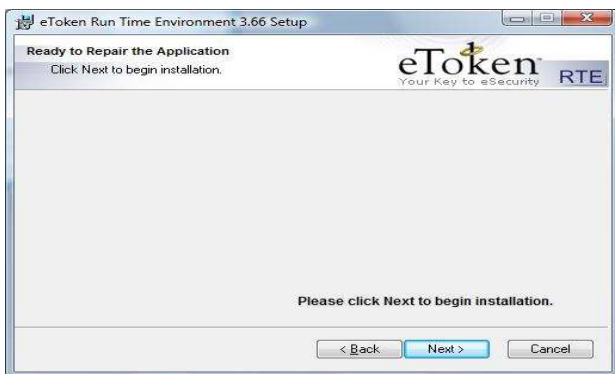 eToken Run Time Environment 3.66 Setup
Ready to Repair the Application
Click Next to begin installation.
eToken
Your Key to eSecurity
RTE
Please click Next to begin installation.
< Back
Next >
Cancel